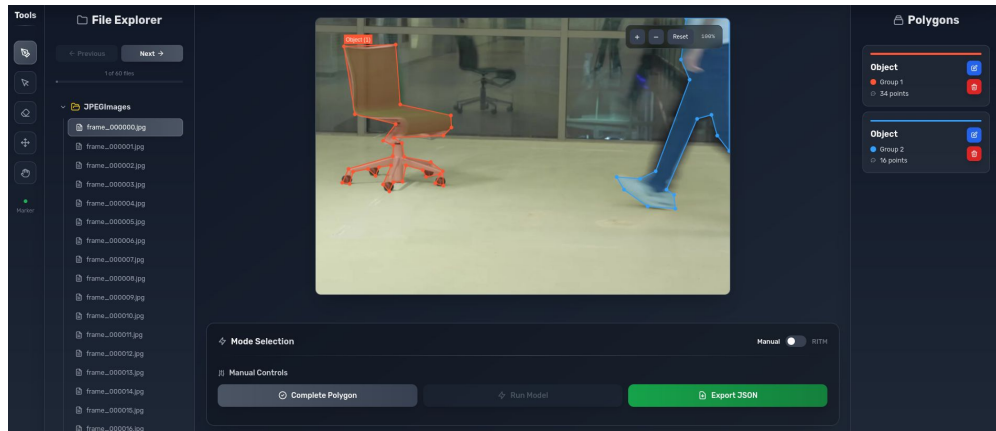 Tools
Marker
File Explorer
← Previous
Next →
1 of 60 files
JPEGImages
frame_000000.jpg
frame_000001.jpg
frame_000002.jpg
frame_000003.jpg
frame_000004.jpg
frame_000005.jpg
frame_000006.jpg
frame_000007.jpg
frame_000008.jpg
frame_000009.jpg
frame_000010.jpg
frame_000011.jpg
frame_000012.jpg
frame_000013.jpg
frame_000014.jpg
frame_000015.jpg
frame_000016.jpg
Object (1)
+ − Reset 100%
Mode Selection
Manual RITM
Manual Controls
Complete Polygon
Run Model
Export JSON
Polygons
Object
Group 1
34 points
Object
Group 2
16 points